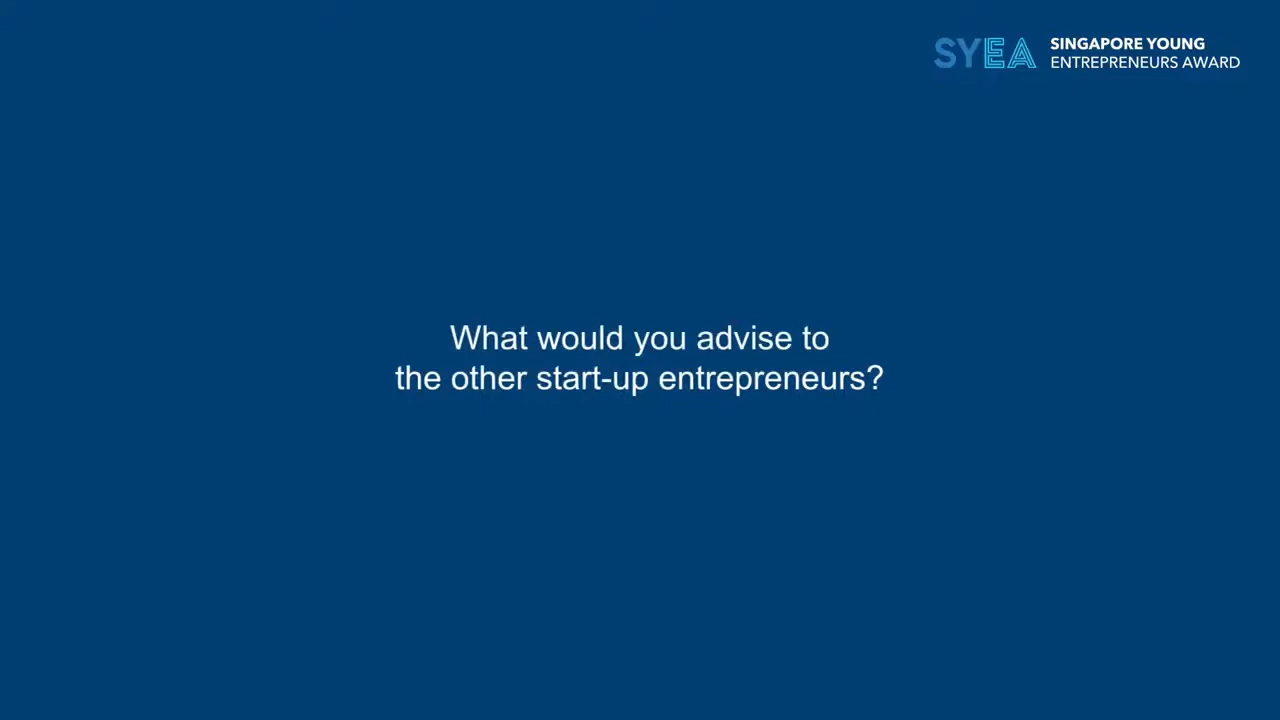 SYEA
SINGAPORE YOUNG
ENTREPRENEURS AWARD
What would you advise to
the other start-up entrepreneurs?